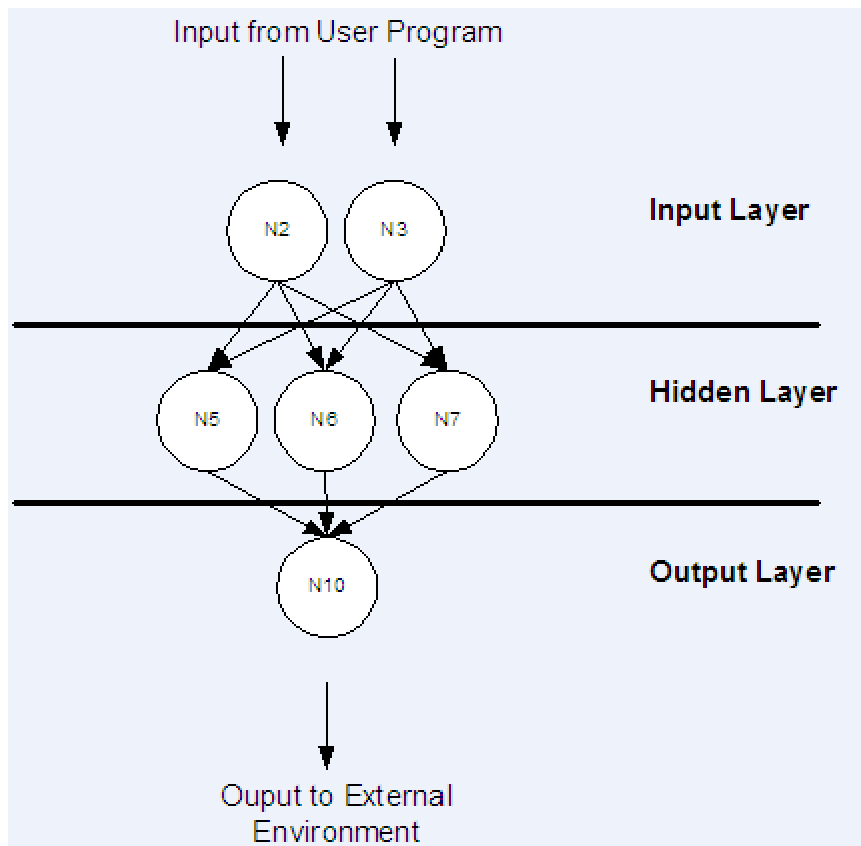 Input from User Program
N2
N3
Input Layer
N5
N6
N7
Hidden Layer
N10
Output Layer
Ouput to External
Environment